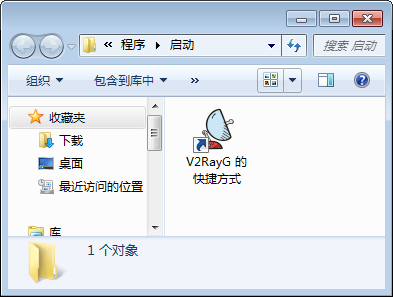 « 程序 启动
搜索 启动
组织 包含到库中 »
收藏夹
下载
桌面
最近访问的位置
库
V2RayG 的
快捷方式
1 个对象